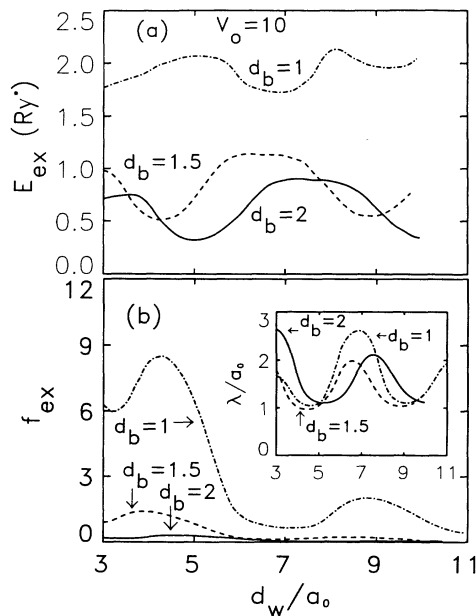 (a)
V₀=10
2.5
2.0
1.5
1.0
0.5
0.0
E_ex (Ry*)
d_b=1
d_b=1.5
d_b=2
(b)
12
9
6
3
0
f_ex
d_b=1→
d_b=1.5
d_b=2
3
2
1
0
λ/a₀
←d_b=2
→d_b=1
d_b=1.5
3 5 7 9 11
3 5 7 9 11
d_w/a₀